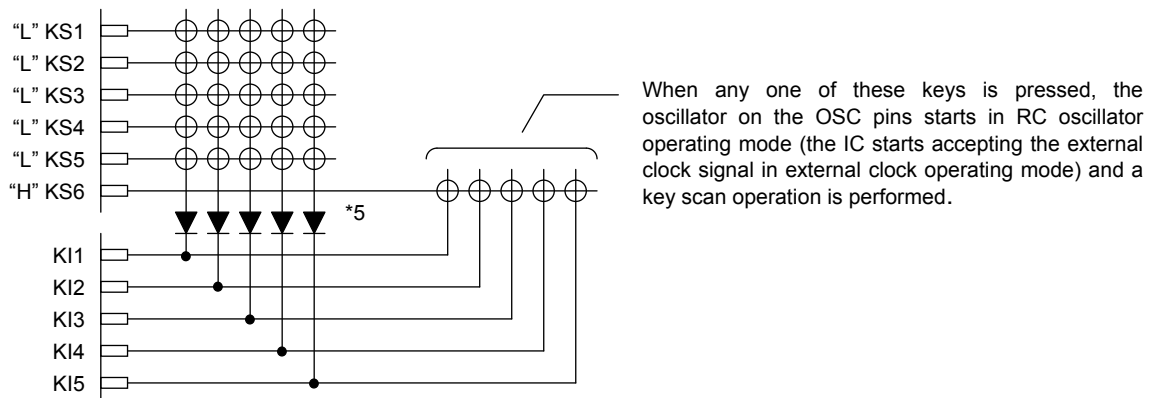 “L” KS1
“L” KS2
“L” KS3
“L” KS4
“L” KS5
“H” KS6
*5
KI1
KI2
KI3
KI4
KI5
When any one of these keys is pressed, the
oscillator on the OSC pins starts in RC oscillator
operating mode (the IC starts accepting the external
clock signal in external clock operating mode) and a
key scan operation is performed.